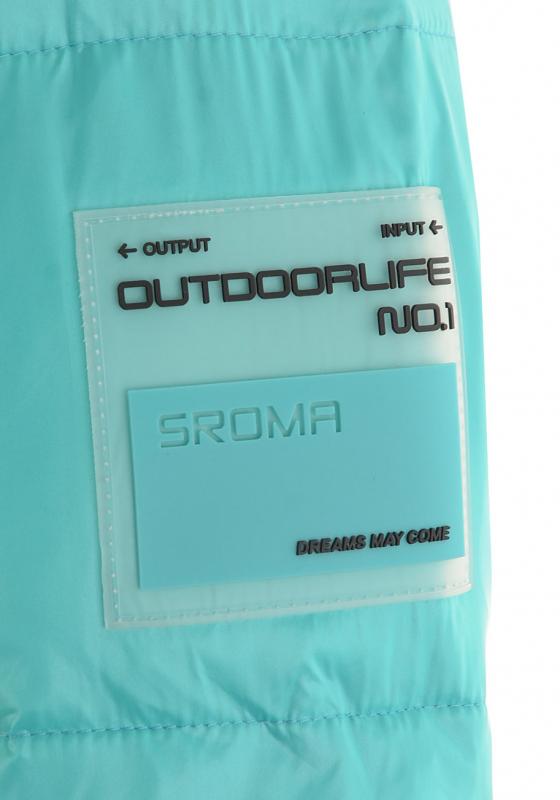 ← OUTPUT INPUT ←
OUTDOORLIFE
NO.1
SROMA
DREAMS MAY COME